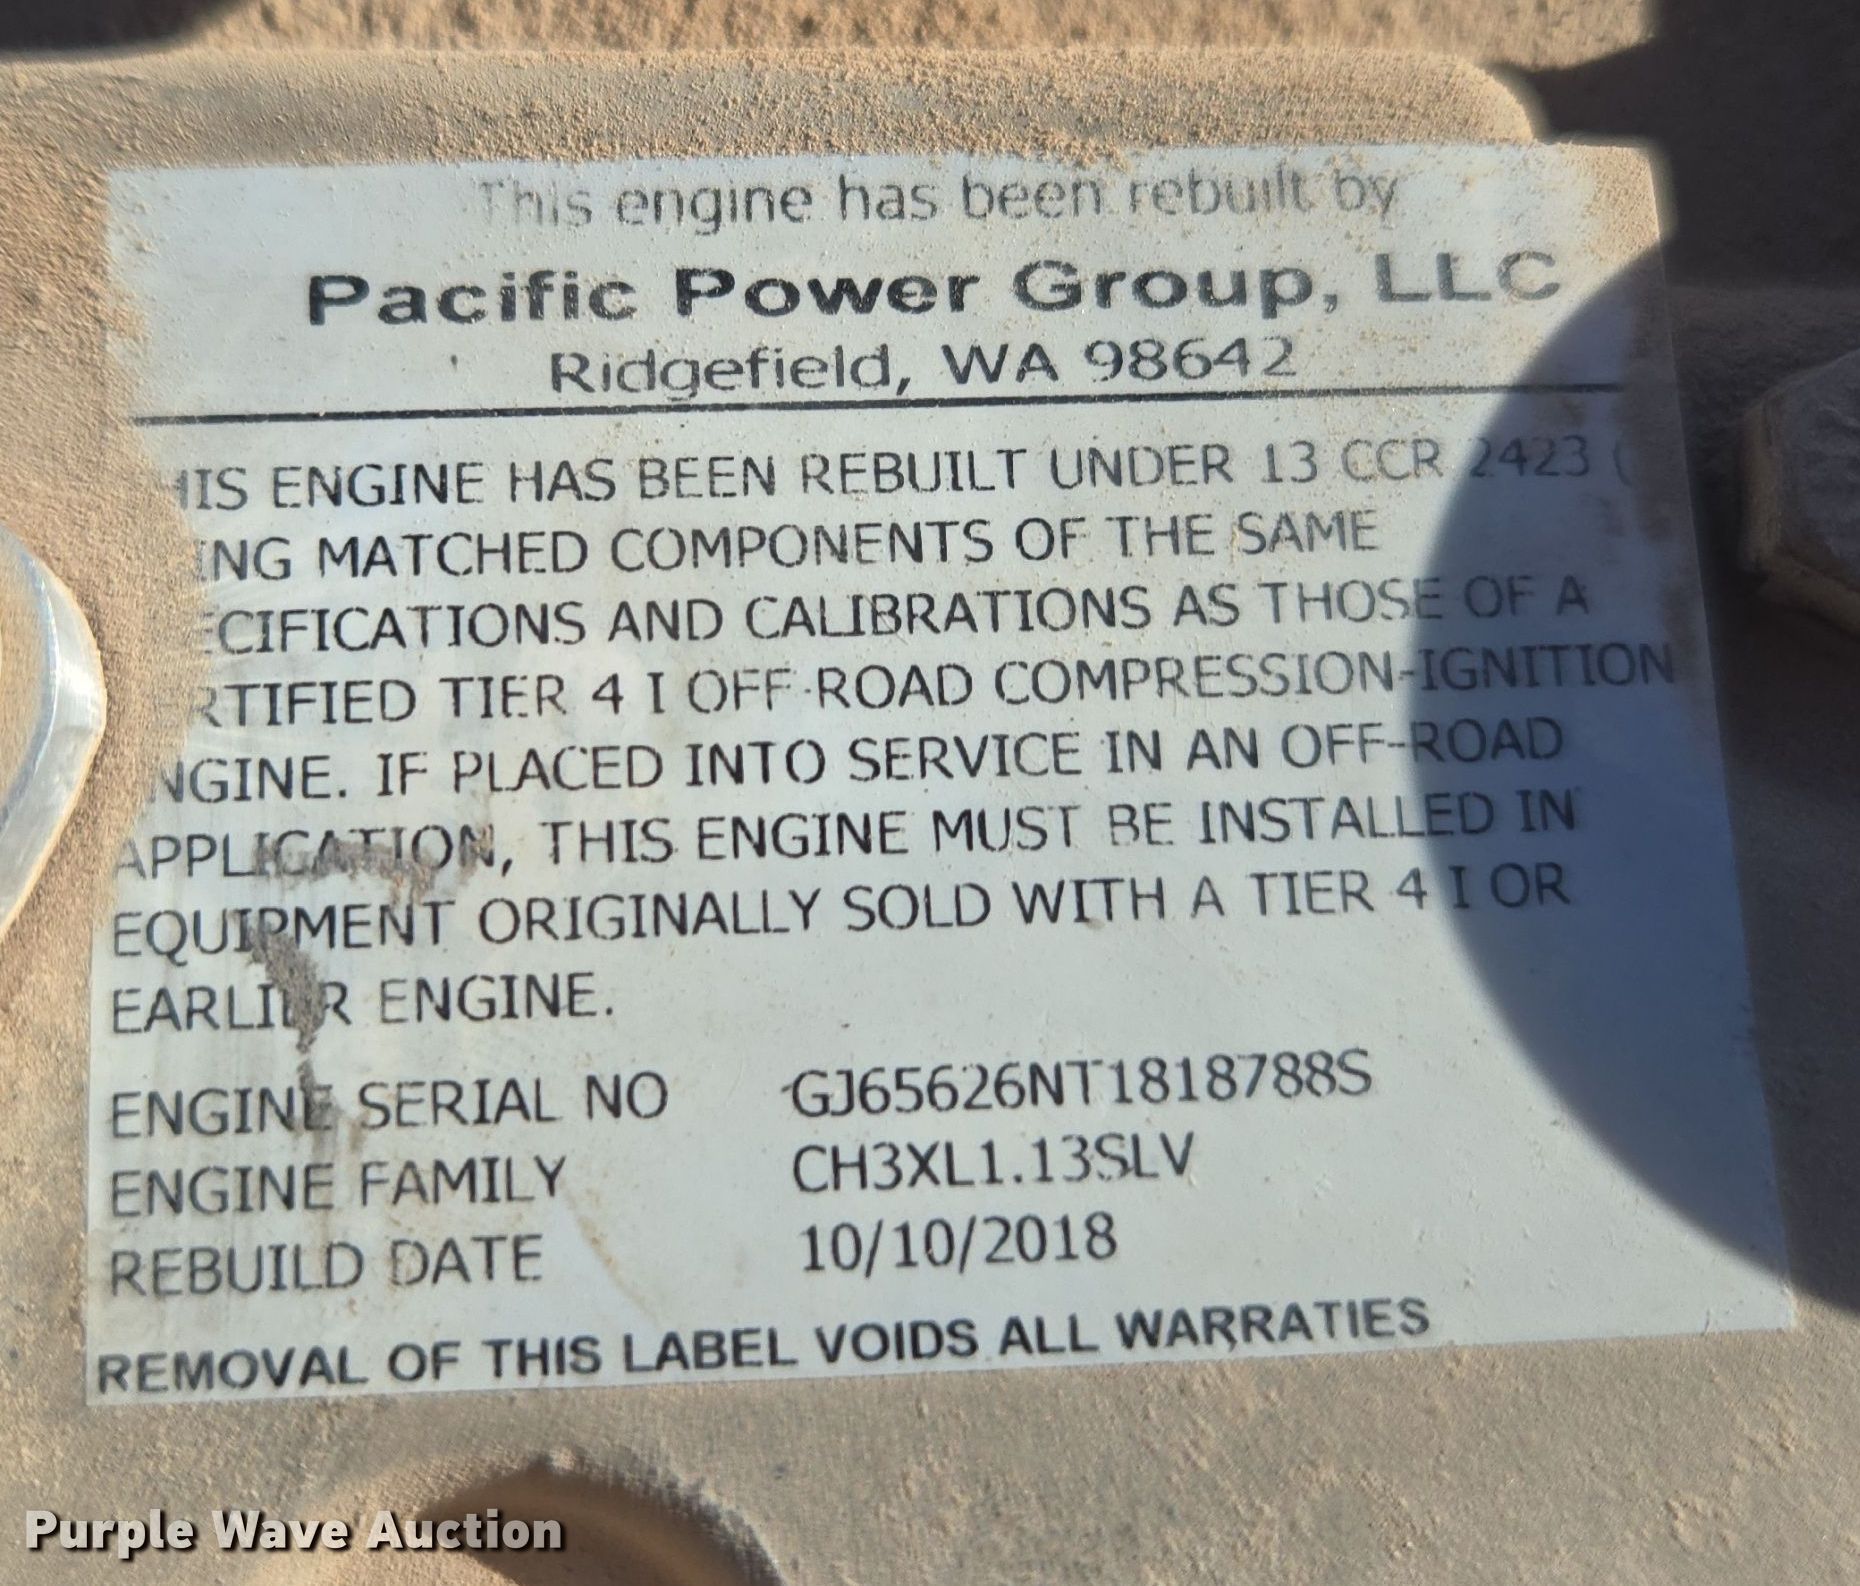 This engine has been rebuilt by
Pacific Power Group, LLC
Ridgefield, WA 98642
HIS ENGINE HAS BEEN REBUILT UNDER 13 CCR 2423 (
ING MATCHED COMPONENTS OF THE SAME
ECIFICATIONS AND CALIBRATIONS AS THOSE OF A
RTIFIED TIER 4 I OFF-ROAD COMPRESSION-IGNITION
NGINE. IF PLACED INTO SERVICE IN AN OFF-ROAD
APPLICATION, THIS ENGINE MUST BE INSTALLED IN
EQUIPMENT ORIGINALLY SOLD WITH A TIER 4 I OR
EARLIER ENGINE.
ENGINE SERIAL NO GJ65626NT1818788S
ENGINE FAMILY CH3XL1.13SLV
REBUILD DATE 10/10/2018
REMOVAL OF THIS LABEL VOIDS ALL WARRATIES
Purple Wave Auction